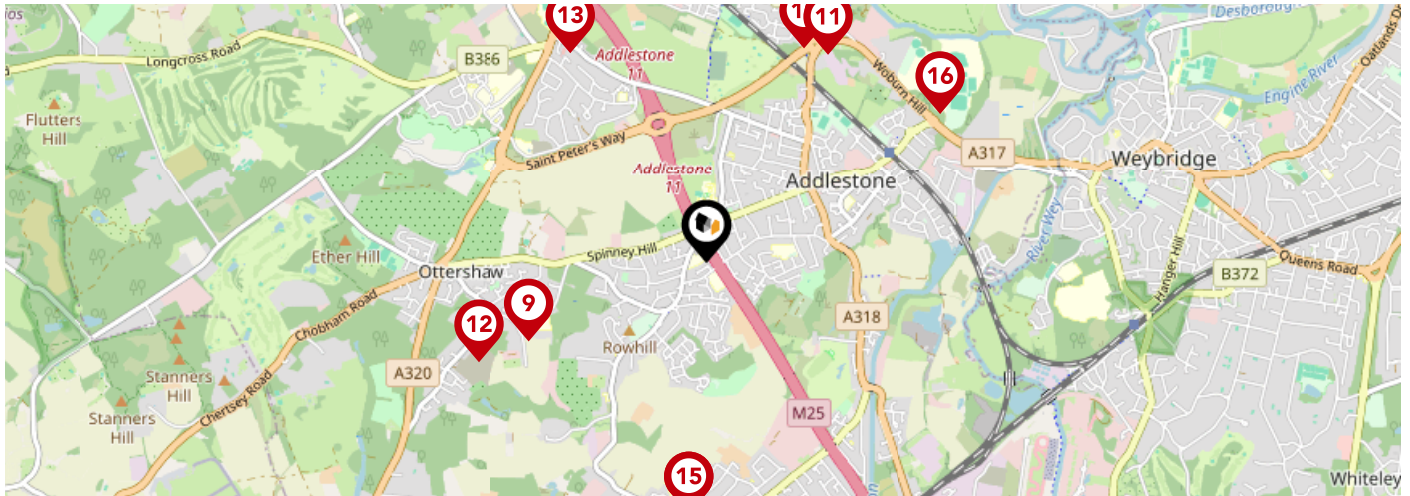 13
11
Desborough
Longcross Road
B386
Addlestone
11
Woburn Hill
16
Oatlands
Engine River
Flutters
Hill
Saint Peter's Way
Addlestone
11
A317
Weybridge
Addlestone
River Wey
Spinney Hill
Ether Hill
Ottershaw
Hanger Hill
Queens Road
B372
12
9
Chobham Road
A318
Rowhill
A320
Stanners
Hill
Chertsey Road
Stanners
Hill
M25
15
Whiteley